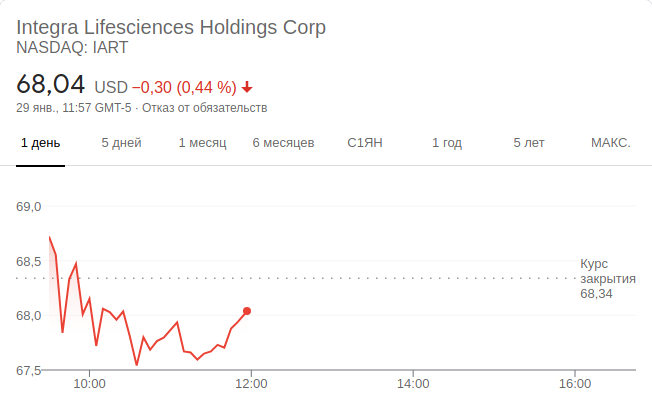 Integra Lifesciences Holdings Corp
NASDAQ: IART
68,04 USD −0,30 (0,44 %)
29 янв., 11:57 GMT-5 · Отказ от обязательств
1 день 5 дней 1 месяц 6 месяцев С1ЯН 1 год 5 лет МАКС.
69,0
68,5
68,0
67,5
Курс
закрытия
68,34
10:00 12:00 14:00 16:00